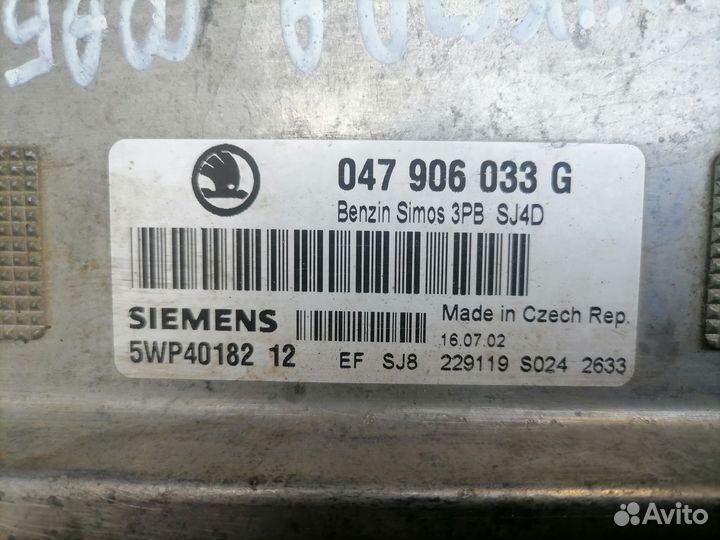 047 906 033 G
Benzin Simos 3PB SJ4D
SIEMENS
Made in Czech Rep.
16.07.02
5WP40182 12 EF SJ8 229119 S024 2633
Avito